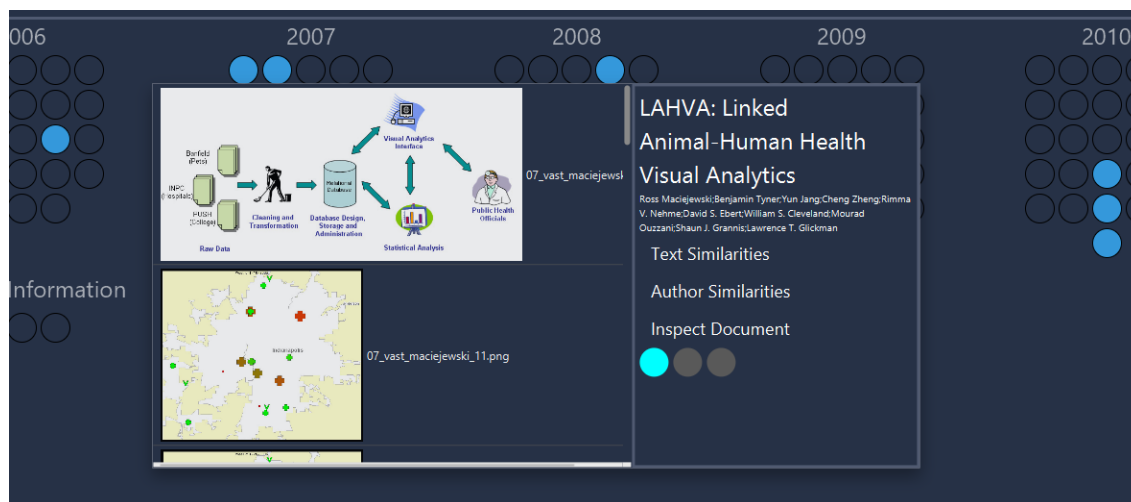 006
2007
2008
2009
2010
Banfield
(Pets)
INPC
(Hospitals)
PUSH
(College)
Raw Data
Cleaning and
Transformation
Relational
Database
Database Design,
Storage and
Administration
Visual Analytics
Interface
Statistical Analysis
Public Health
Officials
07_vast_maciejewsk
Indianapolis
07_vast_maciejewski_11.png
LAHVA: Linked
Animal-Human Health
Visual Analytics
Ross Maciejewski;Benjamin Tyner;Yun Jang;Cheng Zheng;Rimma
V. Nehme;David S. Ebert;William S. Cleveland;Mourad
Ouzzani;Shaun J. Grannis;Lawrence T. Glickman
Text Similarities
Author Similarities
Inspect Document
Information